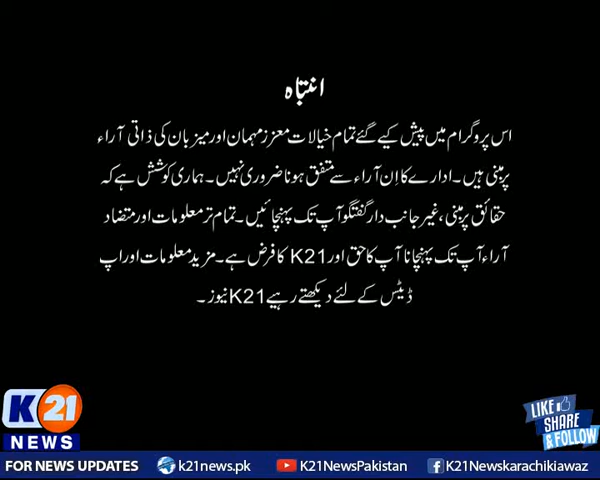 انتباہ
اس پروگرام میں پیش کیے گئے تمام خیالات معزز مہمان اور میزبان کی ذاتی آراء
پر مبنی ہیں۔ ادارے کا اِن آراء سے متفق ہونا ضروری نہیں۔ ہماری کوشش ہے کہ
حقائق پر مبنی، غیر جانب دار گفتگو آپ تک پہنچائیں۔ تمام تر معلومات اور متضاد
آراء آپ تک پہنچانا آپ کا حق اور K21 کا فرض ہے۔ مزید معلومات اور اپ
ڈیٹس کے لئے دیکھتے رہیے K21 نیوز۔
K21
NEWS
LIKE
SHARE
& FOLLOW
FOR NEWS UPDATES k21news.pk K21NewsPakistan K21Newskarachikiawaz